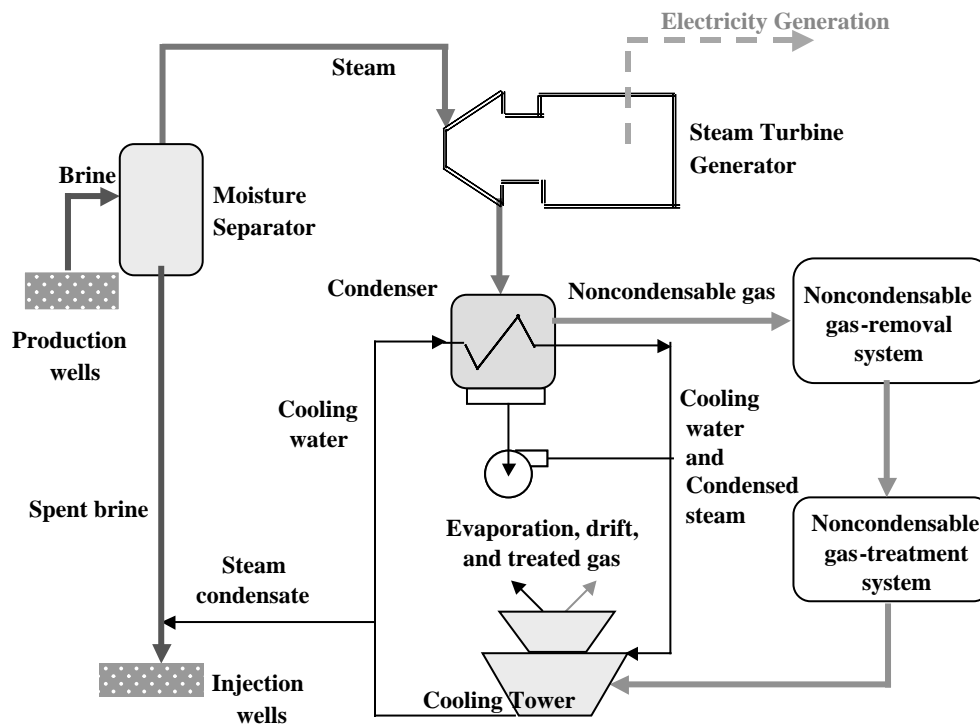 Electricity Generation
Steam
Steam Turbine
Generator
Brine
Moisture
Separator
Condenser
Noncondensable gas
Noncondensable
gas-removal
system
Production
wells
Cooling
water
Cooling
water
and
Condensed
steam
Spent brine
Evaporation, drift,
and treated gas
Noncondensable
gas-treatment
system
Steam
condensate
Injection
wells
Cooling Tower